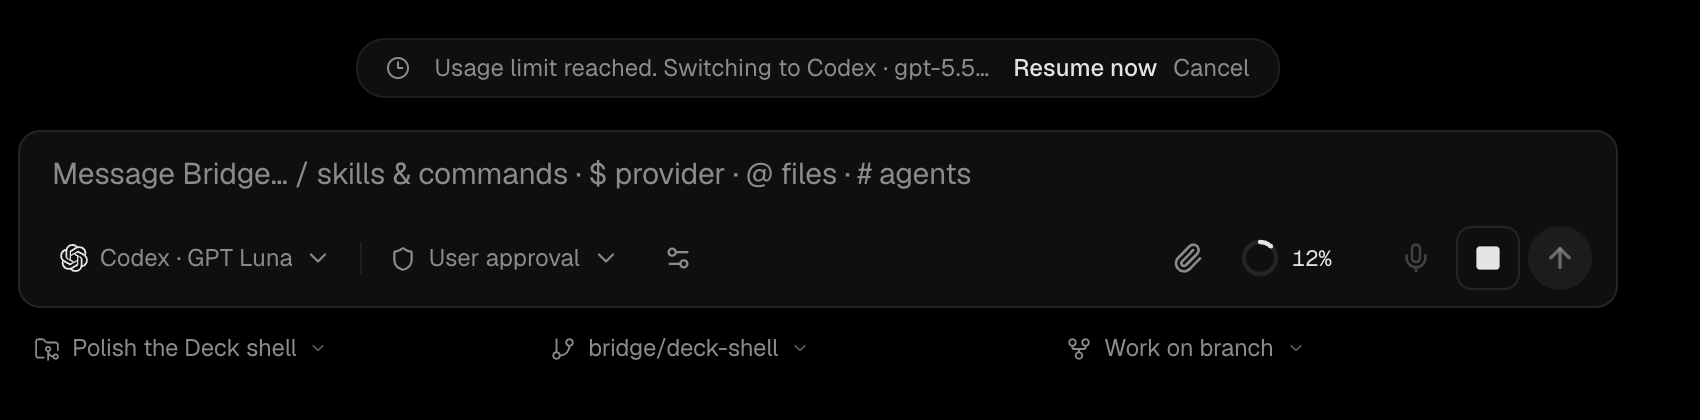 Usage limit reached. Switching to Codex · gpt-5.5... Resume now Cancel
Message Bridge... / skills & commands · $ provider · @ files · # agents
Codex · GPT Luna User approval 12%
Polish the Deck shell bridge/deck-shell Work on branch